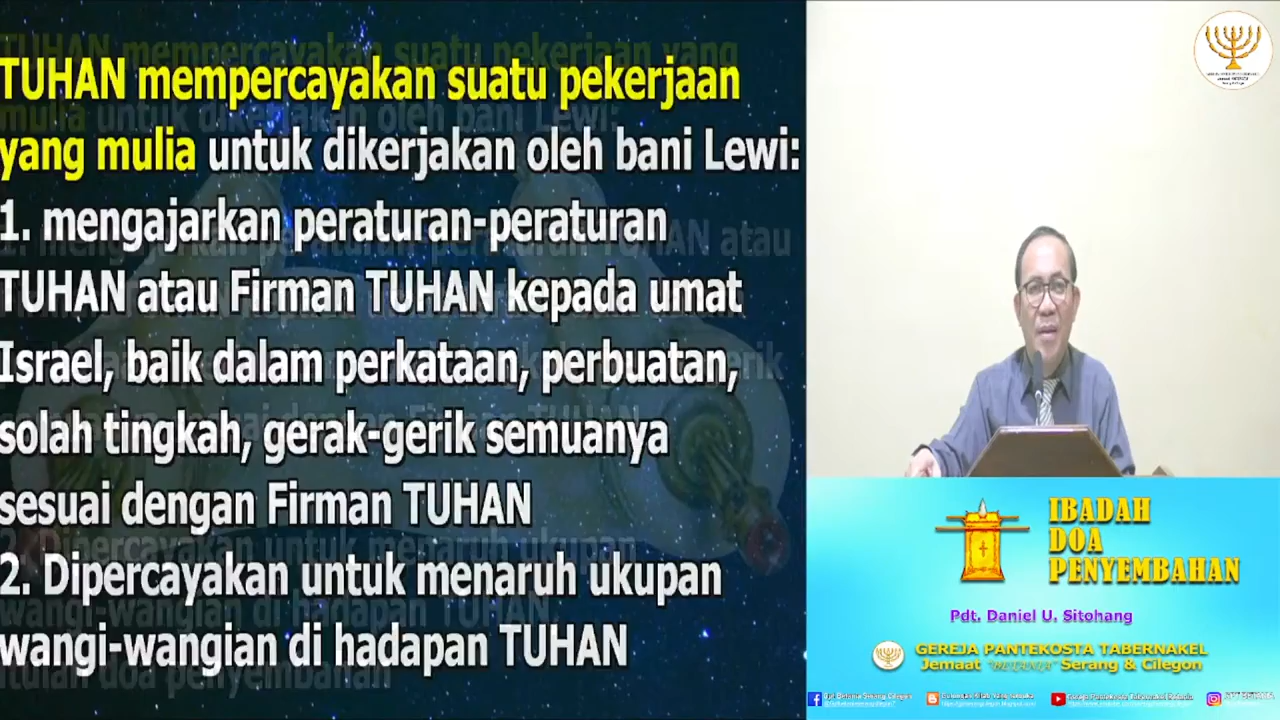 TUHAN mempercayakan suatu pekerjaan
yang mulia untuk dikerjakan oleh bani Lewi:
1. mengajarkan peraturan-peraturan
TUHAN atau Firman TUHAN kepada umat
Israel, baik dalam perkataan, perbuatan,
solah tingkah, gerak-gerik semuanya
sesuai dengan Firman TUHAN
2. Dipercayakan untuk menaruh ukupan
wangi-wangian di hadapan TUHAN
IBADAH
DOA
PENYEMBAHAN
Pdt. Daniel U. Sitohang
GEREJA PANTEKOSTA TABERNAKEL
Jemaat "BETANIA" Serang & Cilegon